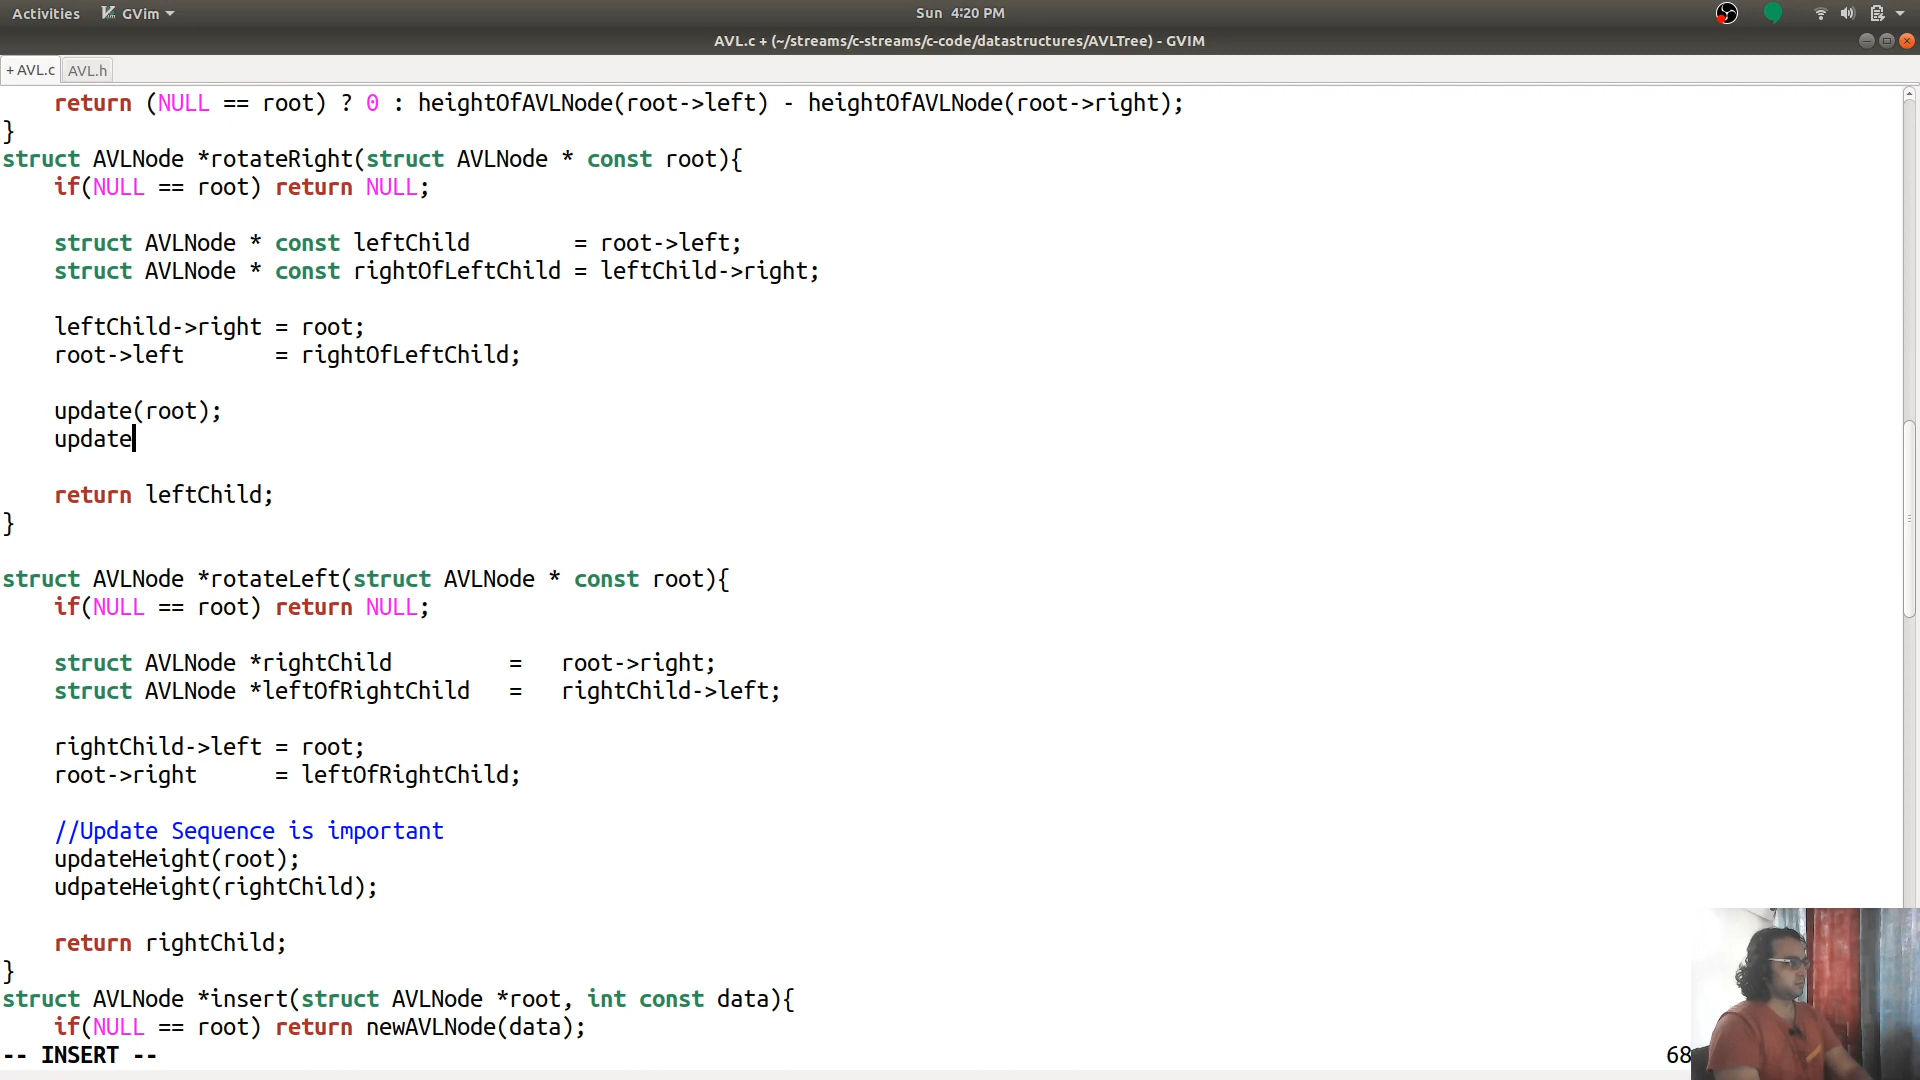 Activities GVim Sun 4:20 PM
AVL.c + (~/streams/c-streams/c-code/datastructures/AVLTree) - GVIM
+ AVL.c AVL.h
return (NULL == root) ? 0 : heightOfAVLNode(root->left) - heightOfAVLNode(root->right);
}
struct AVLNode *rotateRight(struct AVLNode * const root){
if(NULL == root) return NULL;
struct AVLNode * const leftChild = root->left;
struct AVLNode * const rightOfLeftChild = leftChild->right;
leftChild->right = root;
root->left = rightOfLeftChild;
update(root);
update
return leftChild;
}
struct AVLNode *rotateLeft(struct AVLNode * const root){
if(NULL == root) return NULL;
struct AVLNode *rightChild = root->right;
struct AVLNode *leftOfRightChild = rightChild->left;
rightChild->left = root;
root->right = leftOfRightChild;
//Update Sequence is important
updateHeight(root);
udpateHeight(rightChild);
return rightChild;
}
struct AVLNode *insert(struct AVLNode *root, int const data){
if(NULL == root) return newAVLNode(data);
-- INSERT -- 68